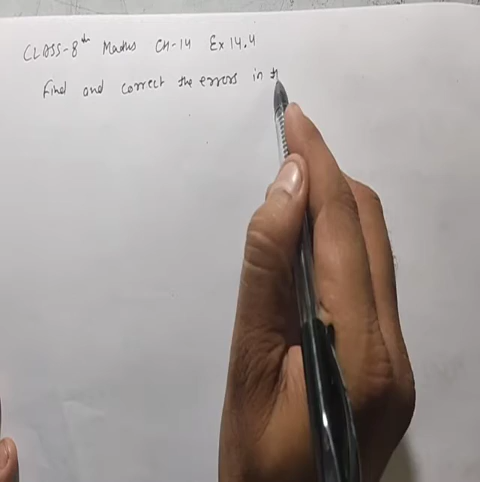 CLASS-8th Maths CH-14 Ex 14.4
Find and correct the errors in